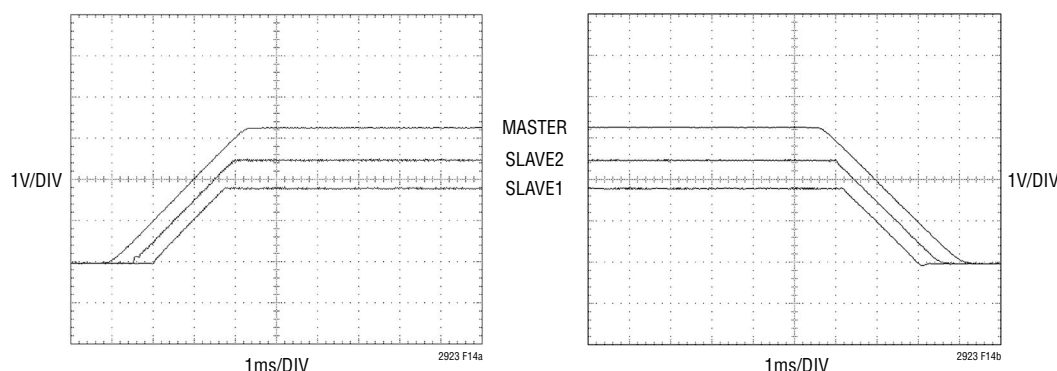 MASTER
SLAVE2
SLAVE1
1V/DIV
1V/DIV
1ms/DIV
2923 F14a
1ms/DIV
2923 F14b